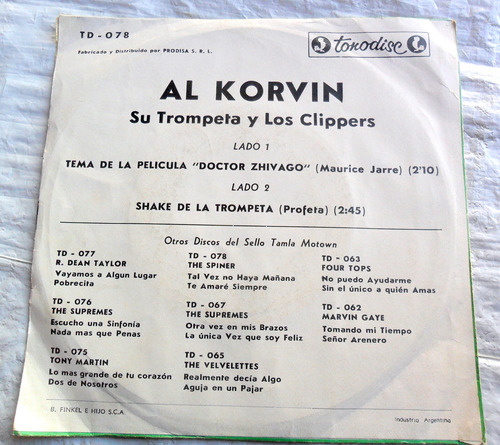 TD - 078
Fabricado y Distribuido por PRODISA S. R. L.
tonodisc
AL KORVIN
Su Trompeta y Los Clippers
LADO 1
TEMA DE LA PELICULA "DOCTOR ZHIVAGO" (Maurice Jarre) (2'10)
LADO 2
SHAKE DE LA TROMPETA (Profeta) (2:45)
Otros Discos del Sello Tamla Motown
TD - 077
R. DEAN TAYLOR
Vayamos a Algun Lugar
Pobrecita
TD - 076
THE SUPREMES
Escucho una Sinfonía
Nada mas que Penas
TD - 075
TONY MARTIN
Lo mas grande de tu corazón
Dos de Nosotros
TD - 078
THE SPINER
Tal Vez no Haya Mañana
Te Amaré Siempre
TD - 067
THE SUPREMES
Otra vez en mis Brazos
La única Vez que soy Feliz
TD - 065
THE VELVELETTES
Realmente decía Algo
Aguja en un Pajar
TD - 063
FOUR TOPS
No puedo Ayudarme
Sin el único a quién Amas
TD - 062
MARVIN GAYE
Tomando mi Tiempo
Señor Arenero
B. FINKEL E HIJO S.C.A.
Industria Argentina